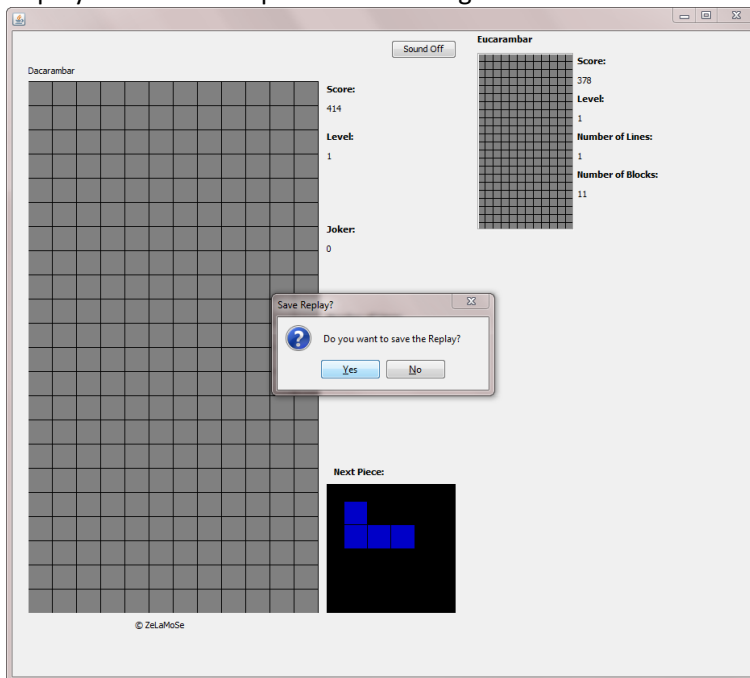 Sound Off
Dacarambar
Score:
414
Level:
1
Joker:
0
Eucarambar
Score:
378
Level:
1
Number of Lines:
1
Number of Blocks:
11
Save Replay?
Do you want to save the Replay?
Yes
No
Next Piece:
© ZeLaMoSe